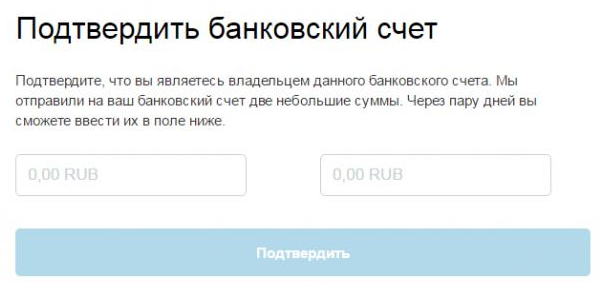 Подтвердить банковский счет
Подтвердите, что вы являетесь владельцем данного банковского счета. Мы
отправили на ваш банковский счет две небольшие суммы. Через пару дней вы
сможете ввести их в поле ниже.
0,00 RUB 0,00 RUB
Подтвердить